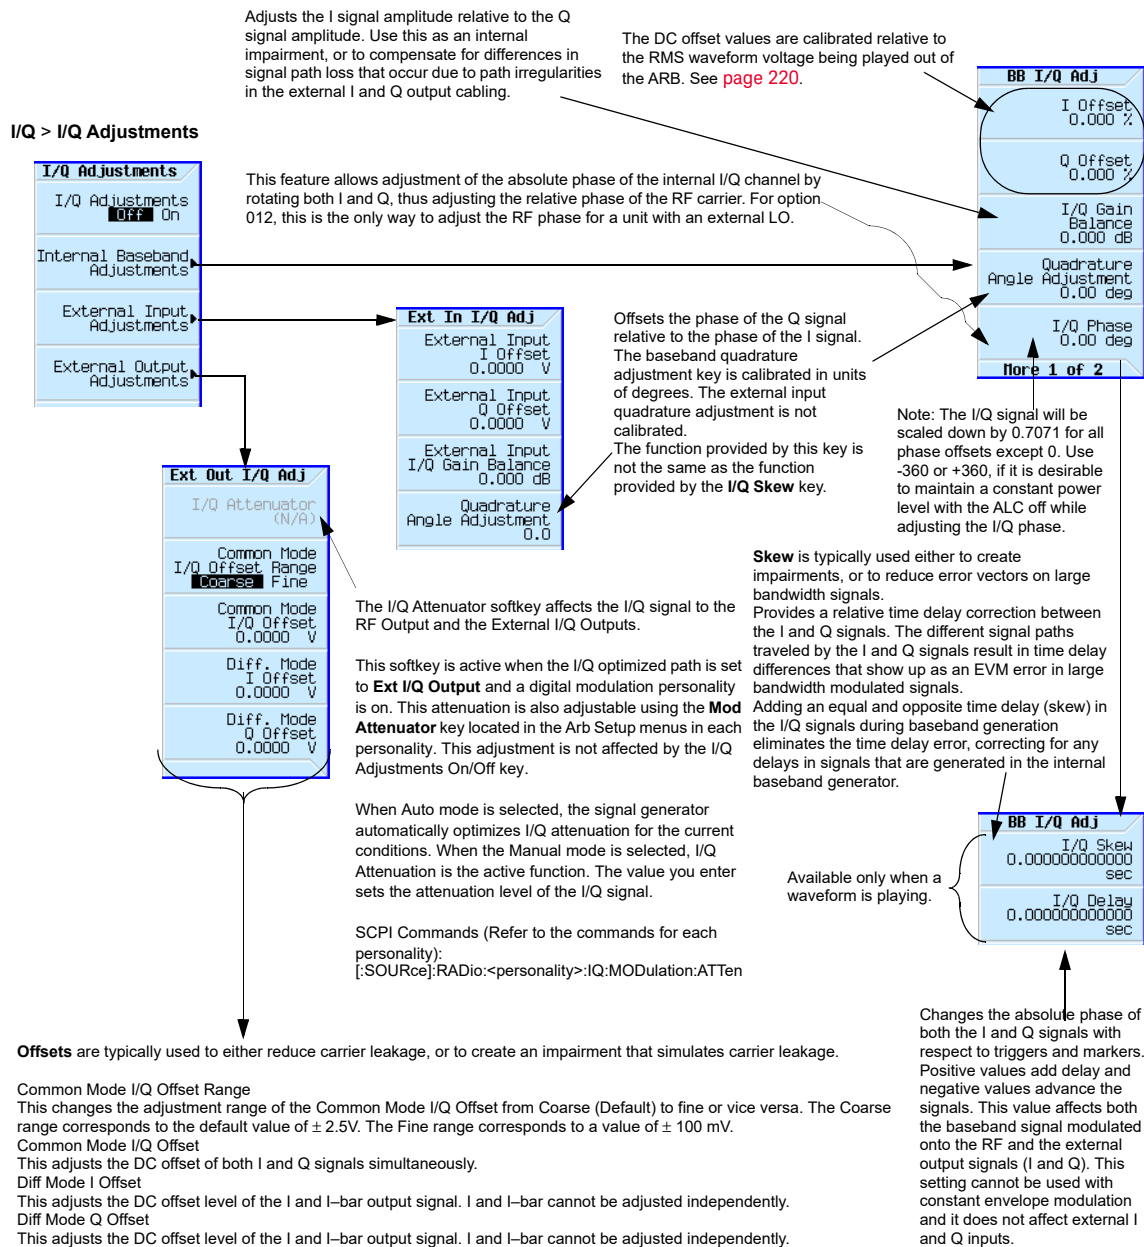 Adjusts the I signal amplitude relative to the Q
signal amplitude. Use this as an internal
impairment, or to compensate for differences in
signal path loss that occur due to path irregularities
in the external I and Q output cabling.
The DC offset values are calibrated relative to
the RMS waveform voltage being played out of
the ARB. See page 220.
I/Q > I/Q Adjustments
I/Q Adjustments
I/Q Adjustments
Off On
Internal Baseband
Adjustments
External Input
Adjustments
External Output
Adjustments
This feature allows adjustment of the absolute phase of the internal I/Q channel by
rotating both I and Q, thus adjusting the relative phase of the RF carrier. For option
012, this is the only way to adjust the RF phase for a unit with an external LO.
BB I/Q Adj
I Offset
0.000 %
Q Offset
0.000 %
I/Q Gain
Balance
0.000 dB
Quadrature
Angle Adjustment
0.00 deg
I/Q Phase
0.00 deg
More 1 of 2
Ext In I/Q Adj
External Input
I Offset
0.0000 V
External Input
Q Offset
0.0000 V
External Input
I/Q Gain Balance
0.000 dB
Quadrature
Angle Adjustment
0.0
Offsets the phase of the Q signal
relative to the phase of the I signal.
The baseband quadrature
adjustment key is calibrated in units
of degrees. The external input
quadrature adjustment is not
calibrated.
The function provided by this key is
not the same as the function
provided by the I/Q Skew key.
Note: The I/Q signal will be
scaled down by 0.7071 for all
phase offsets except 0. Use
-360 or +360, if it is desirable
to maintain a constant power
level with the ALC off while
adjusting the I/Q phase.
Ext Out I/Q Adj
I/Q Attenuator
(N/A)
Common Mode
I/Q Offset Range
Coarse Fine
Common Mode
I/Q Offset
0.0000 V
Diff. Mode
I Offset
0.0000 V
Diff. Mode
Q Offset
0.0000 V
The I/Q Attenuator softkey affects the I/Q signal to the
RF Output and the External I/Q Outputs.
This softkey is active when the I/Q optimized path is set
to Ext I/Q Output and a digital modulation personality
is on. This attenuation is also adjustable using the Mod
Attenuator key located in the Arb Setup menus in each
personality. This adjustment is not affected by the I/Q
Adjustments On/Off key.
When Auto mode is selected, the signal generator
automatically optimizes I/Q attenuation for the current
conditions. When the Manual mode is selected, I/Q
Attenuation is the active function. The value you enter
sets the attenuation level of the I/Q signal.
SCPI Commands (Refer to the commands for each
personality):
[:SOURce]:RADio:<personality>:IQ:MODulation:ATTen
Skew is typically used either to create
impairments, or to reduce error vectors on large
bandwidth signals.
Provides a relative time delay correction between
the I and Q signals. The different signal paths
traveled by the I and Q signals result in time delay
differences that show up as an EVM error in large
bandwidth modulated signals.
Adding an equal and opposite time delay (skew) in
the I/Q signals during baseband generation
eliminates the time delay error, correcting for any
delays in signals that are generated in the internal
baseband generator.
BB I/Q Adj
I/Q Skew
0.000000000000
sec
I/Q Delay
0.000000000000
sec
Available only when a
waveform is playing.
Changes the absolute phase of
both the I and Q signals with
respect to triggers and markers.
Positive values add delay and
negative values advance the
signals. This value affects both
the baseband signal modulated
onto the RF and the external
output signals (I and Q). This
setting cannot be used with
constant envelope modulation
and it does not affect external I
and Q inputs.
Offsets are typically used to either reduce carrier leakage, or to create an impairment that simulates carrier leakage.
Common Mode I/Q Offset Range
This changes the adjustment range of the Common Mode I/Q Offset from Coarse (Default) to fine or vice versa. The Coarse
range corresponds to the default value of ± 2.5V. The Fine range corresponds to a value of ± 100 mV.
Common Mode I/Q Offset
This adjusts the DC offset of both I and Q signals simultaneously.
Diff Mode I Offset
This adjusts the DC offset level of the I and I–bar output signal. I and I–bar cannot be adjusted independently.
Diff Mode Q Offset
This adjusts the DC offset level of the I and I–bar output signal. I and I–bar cannot be adjusted independently.